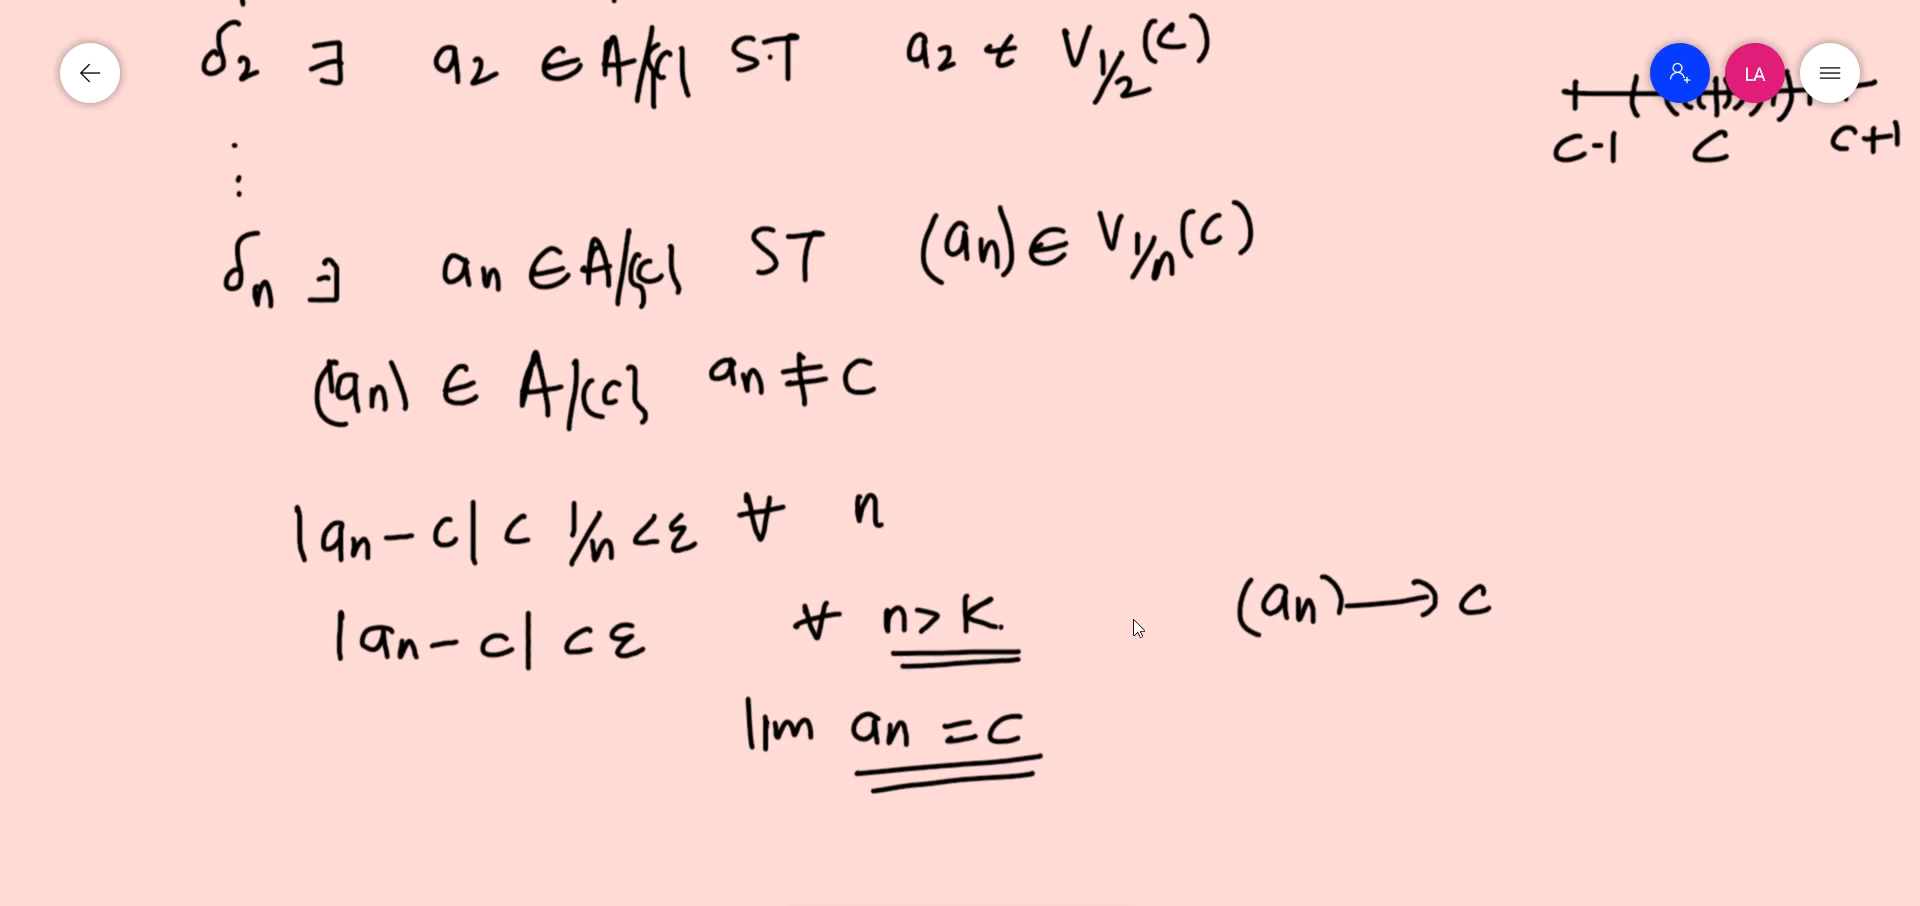 δ2 ∃ a2 ∈ A/{c} S.T a2 ∈ V1/2(c)
LA
c-1 c c+1
:
δn ∃ an ∈ A/{c} ST (an) ∈ V1/n(c)
(an) ∈ A/{c} an ≠ c
|an - c| < 1/n < ε ∀ n
|an - c| < ε ∀ n > K. (an) → c
lim an = c